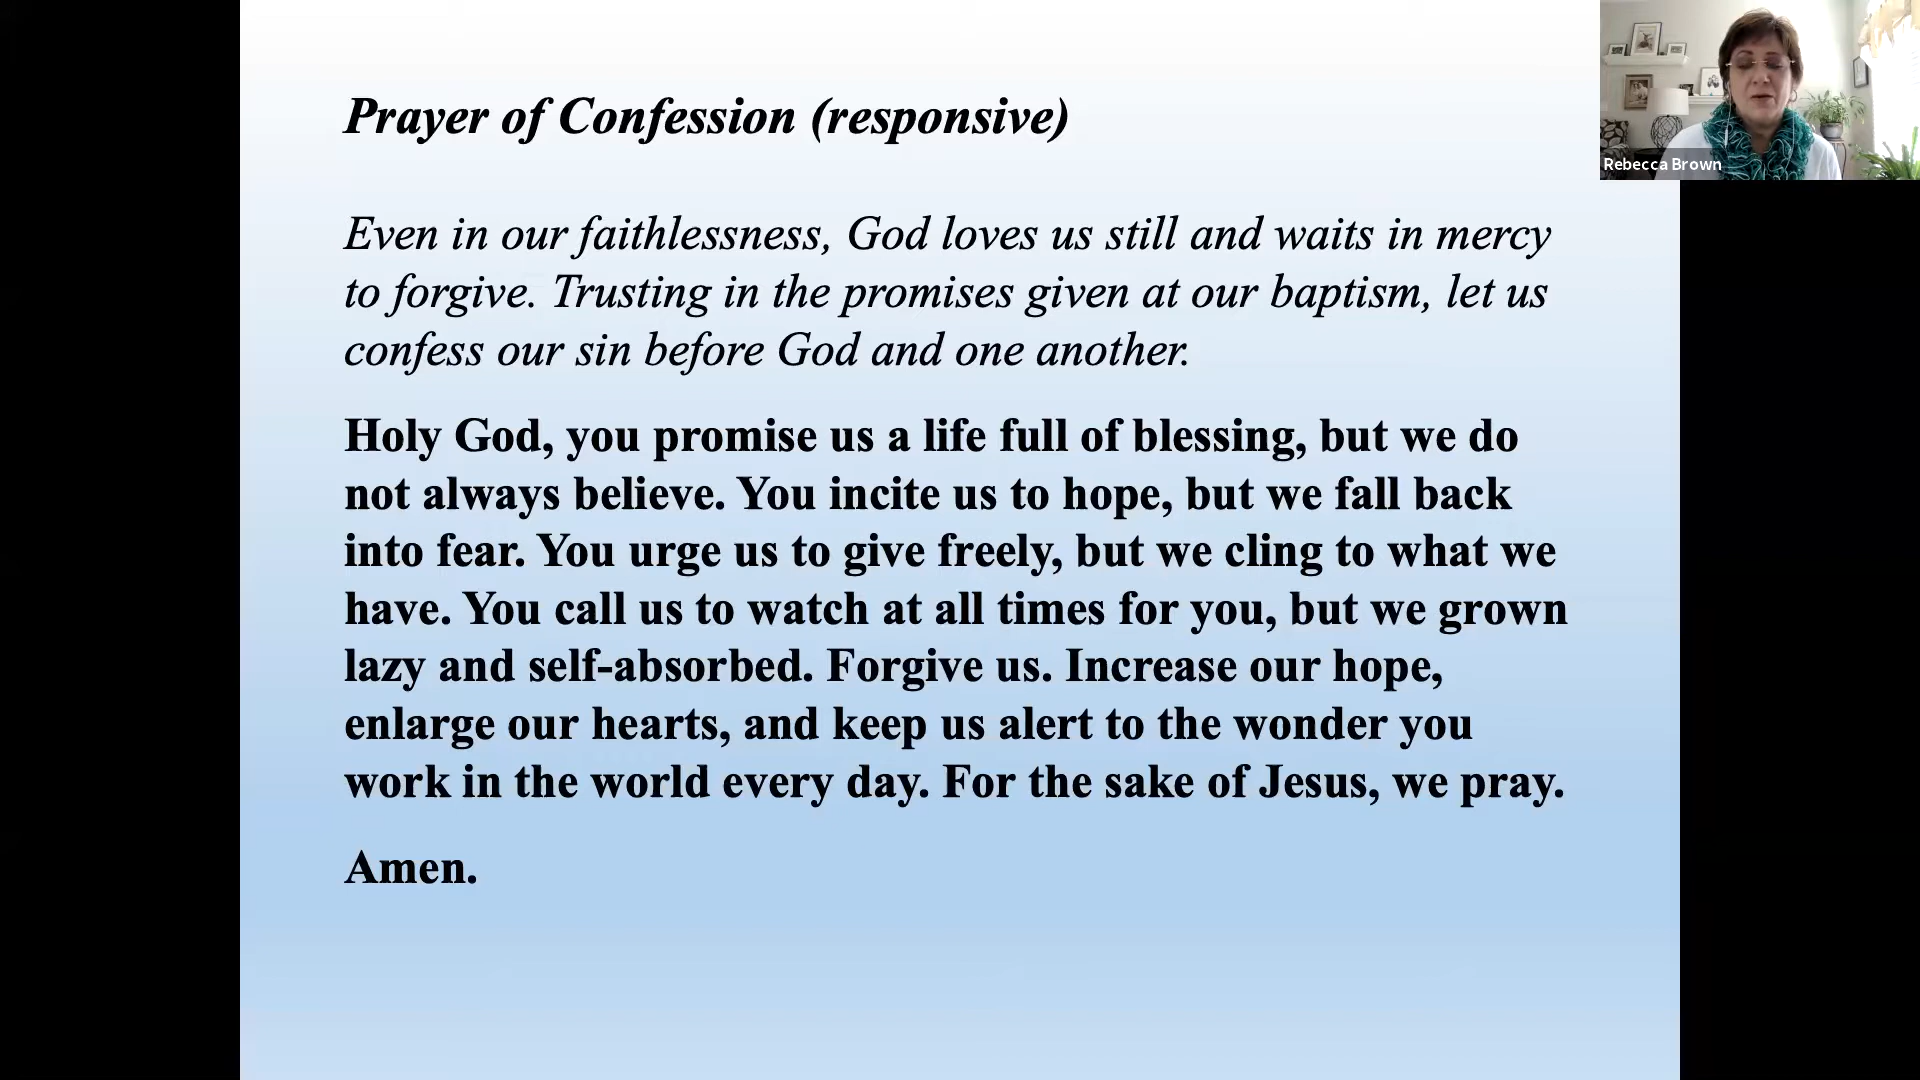 Prayer of Confession (responsive)
Even in our faithlessness, God loves us still and waits in mercy
to forgive. Trusting in the promises given at our baptism, let us
confess our sin before God and one another.
Holy God, you promise us a life full of blessing, but we do
not always believe. You incite us to hope, but we fall back
into fear. You urge us to give freely, but we cling to what we
have. You call us to watch at all times for you, but we grown
lazy and self-absorbed. Forgive us. Increase our hope,
enlarge our hearts, and keep us alert to the wonder you
work in the world every day. For the sake of Jesus, we pray.
Amen.
Rebecca Brown